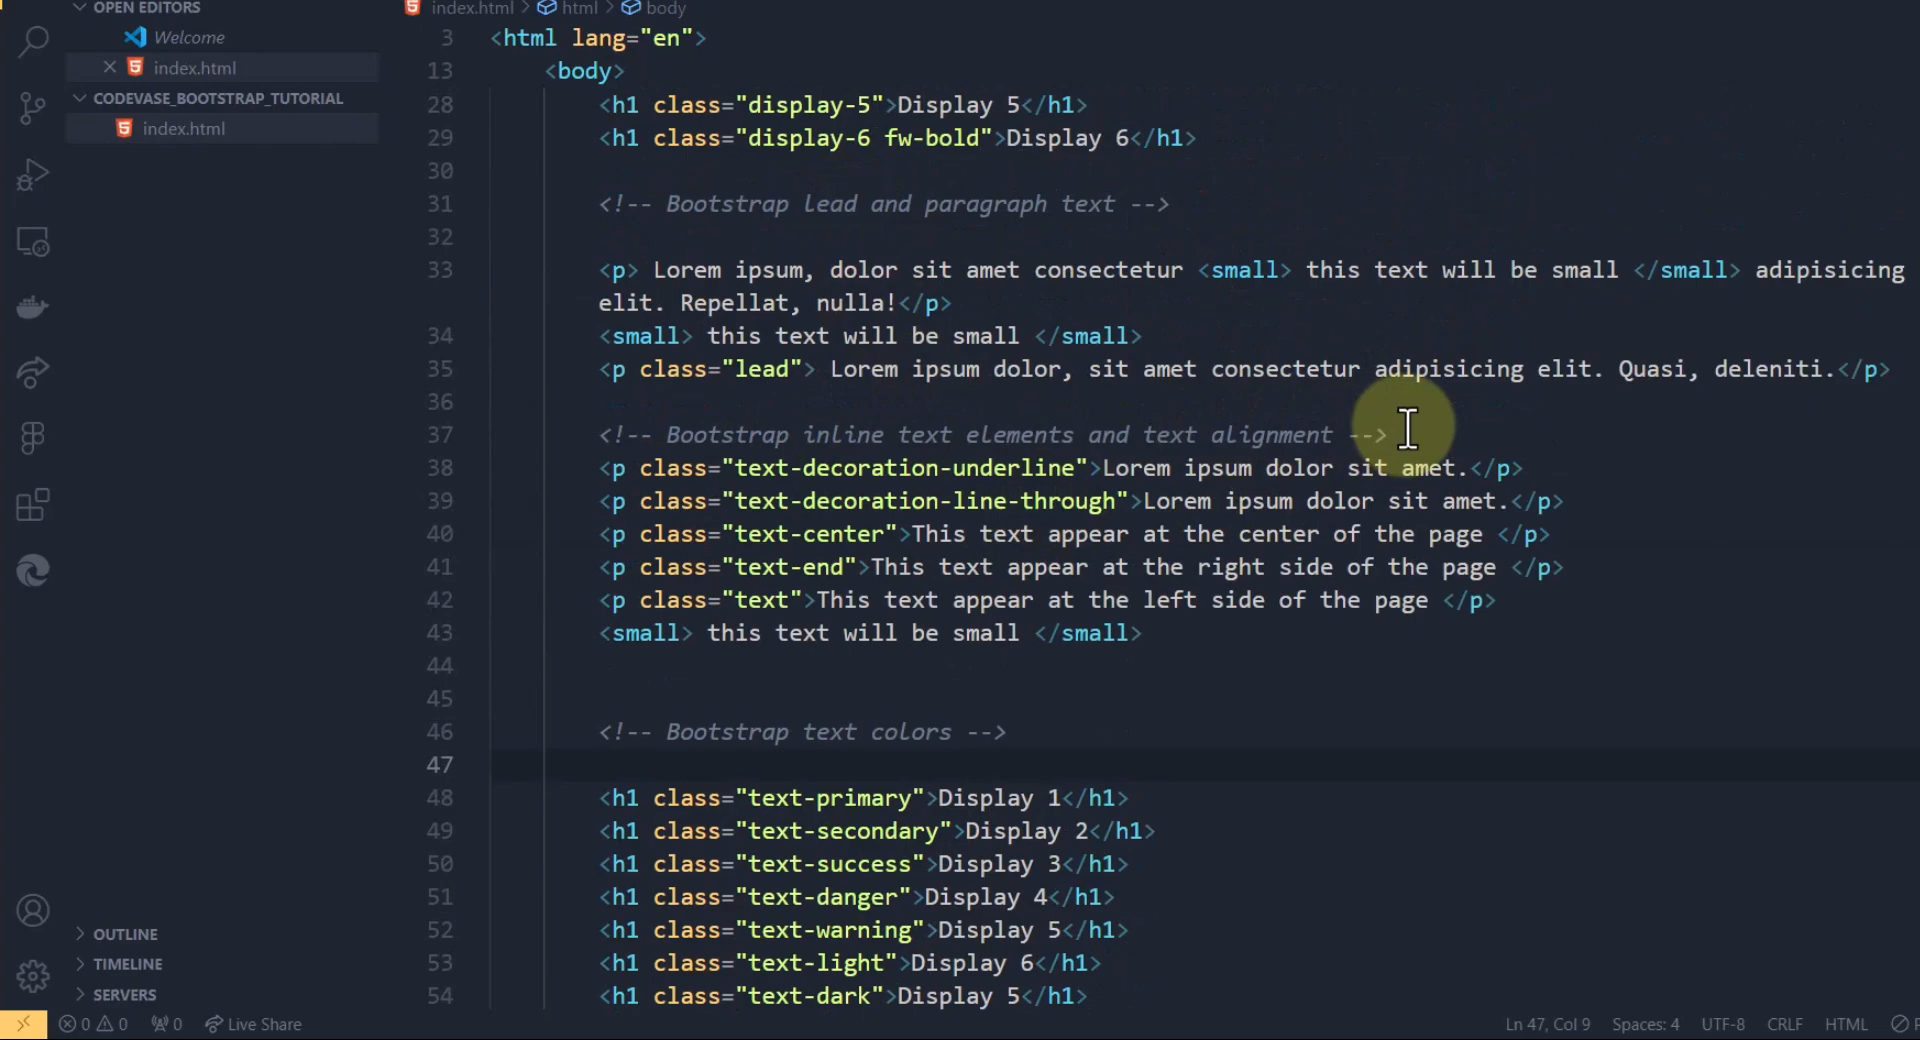 OPEN EDITORS
Welcome
index.html
CODEVASE_BOOTSTRAP_TUTORIAL
index.html
index.html > html > body
3 <html lang="en">
13 <body>
28 <h1 class="display-5">Display 5</h1>
29 <h1 class="display-6 fw-bold">Display 6</h1>
30
31 <!-- Bootstrap lead and paragraph text -->
32
33 <p> Lorem ipsum, dolor sit amet consectetur <small> this text will be small </small> adipisicing
elit. Repellat, nulla!</p>
34 <small> this text will be small </small>
35 <p class="lead"> Lorem ipsum dolor, sit amet consectetur adipisicing elit. Quasi, deleniti.</p>
36
37 <!-- Bootstrap inline text elements and text alignment -->
38 <p class="text-decoration-underline">Lorem ipsum dolor sit amet.</p>
39 <p class="text-decoration-line-through">Lorem ipsum dolor sit amet.</p>
40 <p class="text-center">This text appear at the center of the page </p>
41 <p class="text-end">This text appear at the right side of the page </p>
42 <p class="text">This text appear at the left side of the page </p>
43 <small> this text will be small </small>
44
45
46 <!-- Bootstrap text colors -->
47
48 <h1 class="text-primary">Display 1</h1>
49 <h1 class="text-secondary">Display 2</h1>
50 <h1 class="text-success">Display 3</h1>
51 <h1 class="text-danger">Display 4</h1>
52 <h1 class="text-warning">Display 5</h1>
53 <h1 class="text-light">Display 6</h1>
54 <h1 class="text-dark">Display 5</h1>
OUTLINE
TIMELINE
SERVERS
0 0 0 Live Share Ln 47, Col 9 Spaces: 4 UTF-8 CRLF HTML